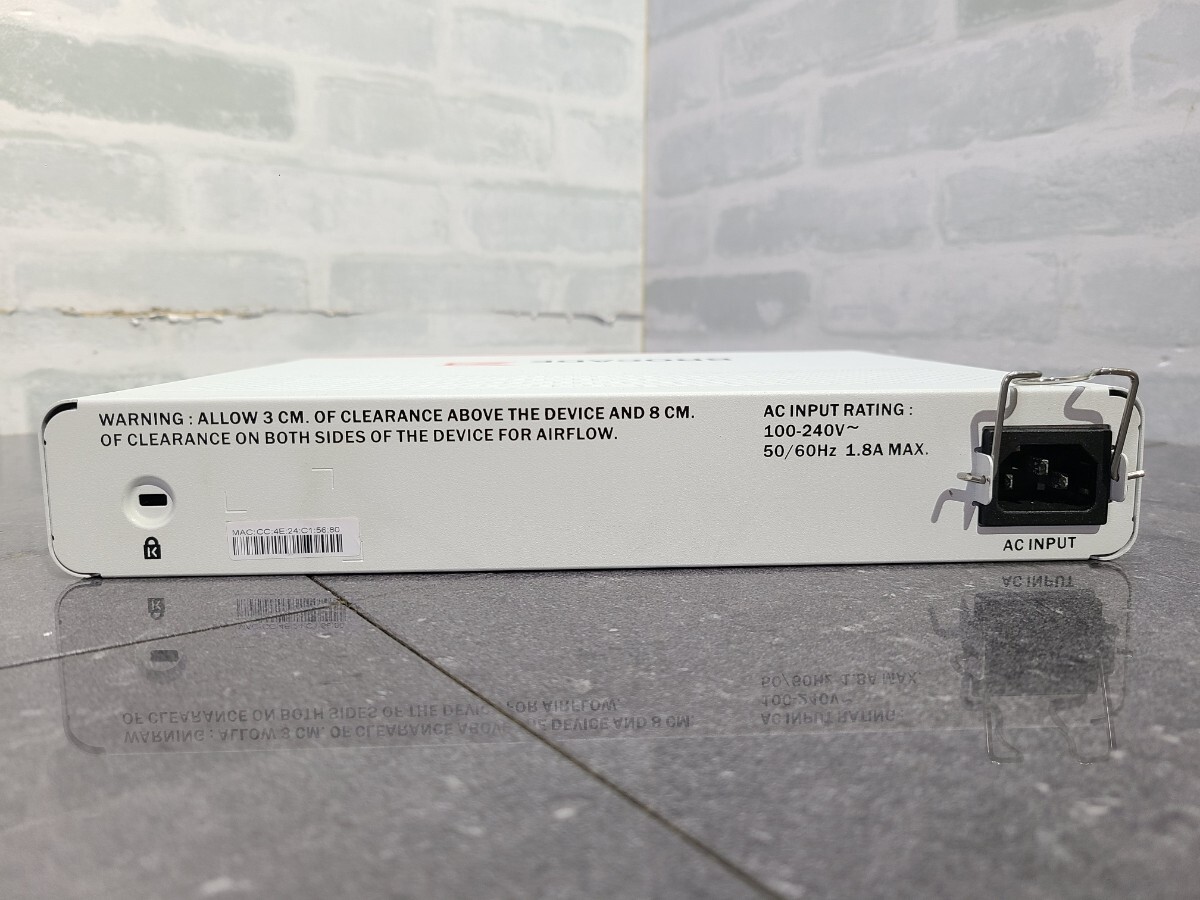 BROCADE
WARNING : ALLOW 3 CM. OF CLEARANCE ABOVE THE DEVICE AND 8 CM.
OF CLEARANCE ON BOTH SIDES OF THE DEVICE FOR AIRFLOW.
AC INPUT RATING :
100-240V~
50/60Hz 1.8A MAX.
K
MAC:CC:4E:24:C1:56:80
AC INPUT